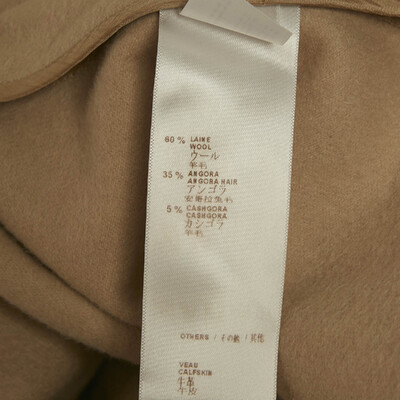 60 % LAINE
WOOL
ウール
羊毛
35 % ANGORA
ANGORA HAIR
アンゴラ
安哥拉兔毛
5 % CASHGORA
CASHGORA
カシゴラ
羊毛
OTHERS / その他 / 其他
VEAU
CALFSKIN
牛革
牛皮